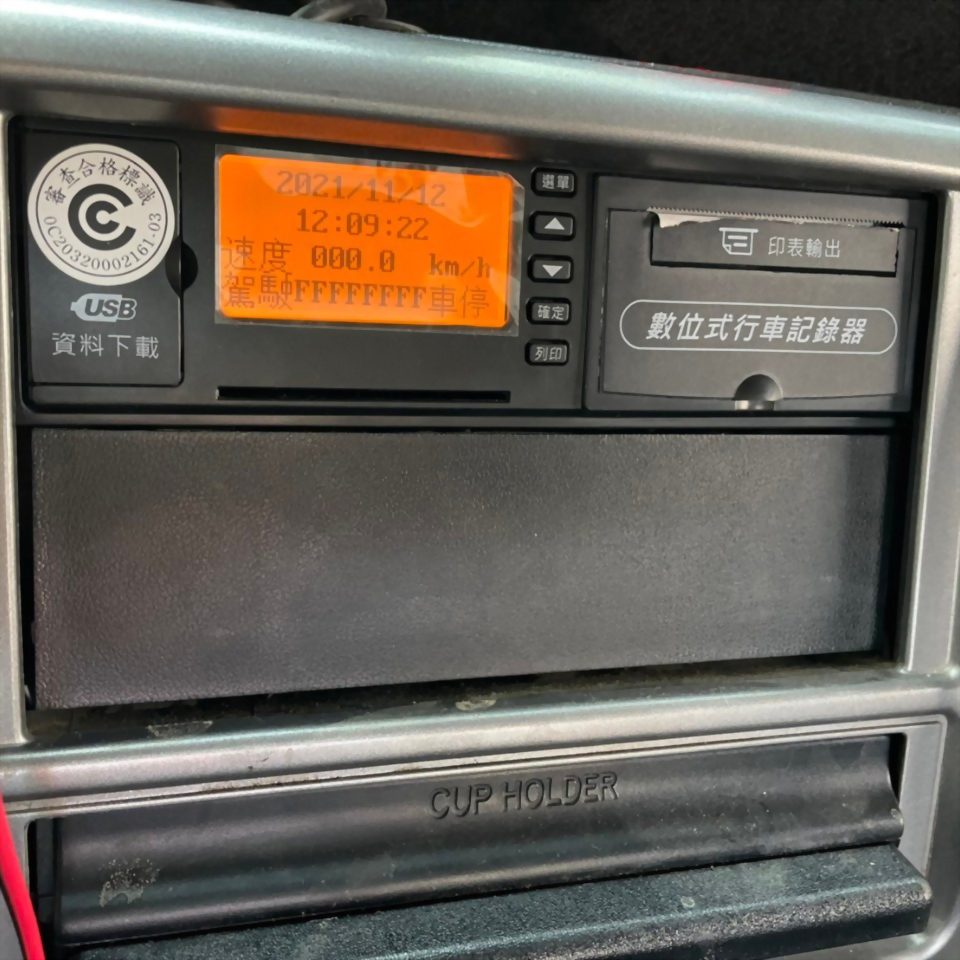 審查合格標識
0C20320002161-03
USB
資料下載
2021/11/12
12:09:22
速度 000.0 km/h
駕駛FFFFFFFF車停
選單
確定
列印
印表輸出
數位式行車記錄器
CUP HOLDER